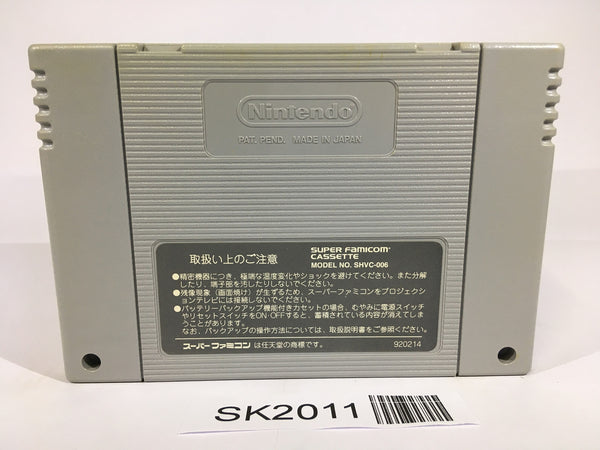 Nintendo
PAT. PEND. MADE IN JAPAN
取扱い上のご注意
SUPER FAMICOM
CASSETTE
MODEL NO. SHVC-006
●精密機器につき、極端な温度変化やショックを避けてください。また分解
したり、端子部を汚したりしないでください。
●残像現象（画面焼け）が生ずるため、スーパーファミコンをプロジェクシ
ョンテレビには接続しないでください。
●バッテリーバックアップ機能付きカセットの場合、むやみに電源スイッチ
やリセットスイッチをON·OFFすると、蓄積されている内容が消えてしま
うことがあります。
なお、バックアップの操作方法については、取扱説明書をご参照ください。
スーパーファミコン は任天堂の商標です。
920214
SK2011